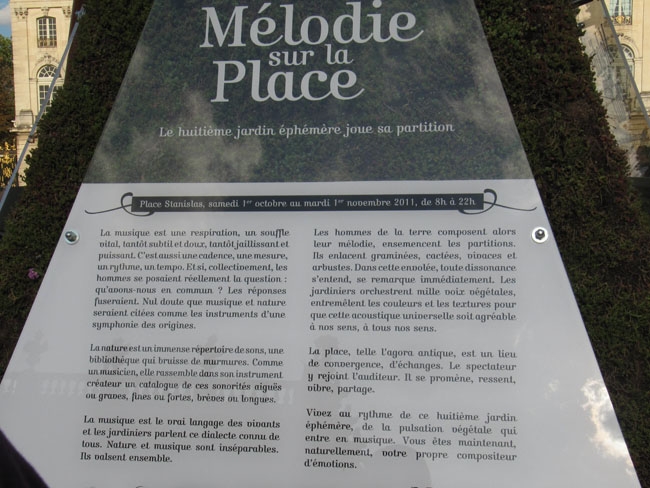 Mélodie
sur la
Place
Le huitième jardin éphémère joue sa partition
Place Stanislas, samedi 1er octobre au mardi 1er novembre 2011, de 8h à 22h
La musique est une respiration, un souffle
vital, tantôt subtil et doux, tantôt jaillissant et
puissant. C'est aussi une cadence, une mesure,
un rythme, un tempo. Et si, collectivement, les
hommes se posaient réellement la question :
qu'avons-nous en commun ? Les réponses
fuseraient. Nul doute que musique et nature
seraient citées comme les instruments d'une
symphonie des origines.
La nature est un immense répertoire de sons, une
bibliothèque qui bruisse de murmures. Comme
un musicien, elle rassemble dans son instrument
créateur un catalogue de ces sonorités aiguës
ou graves, fines ou fortes, brèves ou longues.
La musique est le vrai langage des vivants
et les jardiniers parlent ce dialecte connu de
tous. Nature et musique sont inséparables.
Ils valsent ensemble.
Les hommes de la terre composent alors
leur mélodie, ensemencent les partitions.
Ils enlacent graminées, cactées, vivaces et
arbustes. Dans cette envolée, toute dissonance
s'entend, se remarque immédiatement. Les
jardiniers orchestrent mille voix végétales,
entremêlent les couleurs et les textures pour
que cette acoustique universelle soit agréable
à nos sens, à tous nos sens.
La place, telle l'agora antique, est un lieu
de convergence, d'échanges. Le spectateur
y rejoint l'auditeur. Il se promène, ressent,
vibre, partage.
Vivez au rythme de ce huitième jardin
éphémère, de la pulsation végétale qui
entre en musique. Vous êtes maintenant,
naturellement, votre propre compositeur
d'émotions.